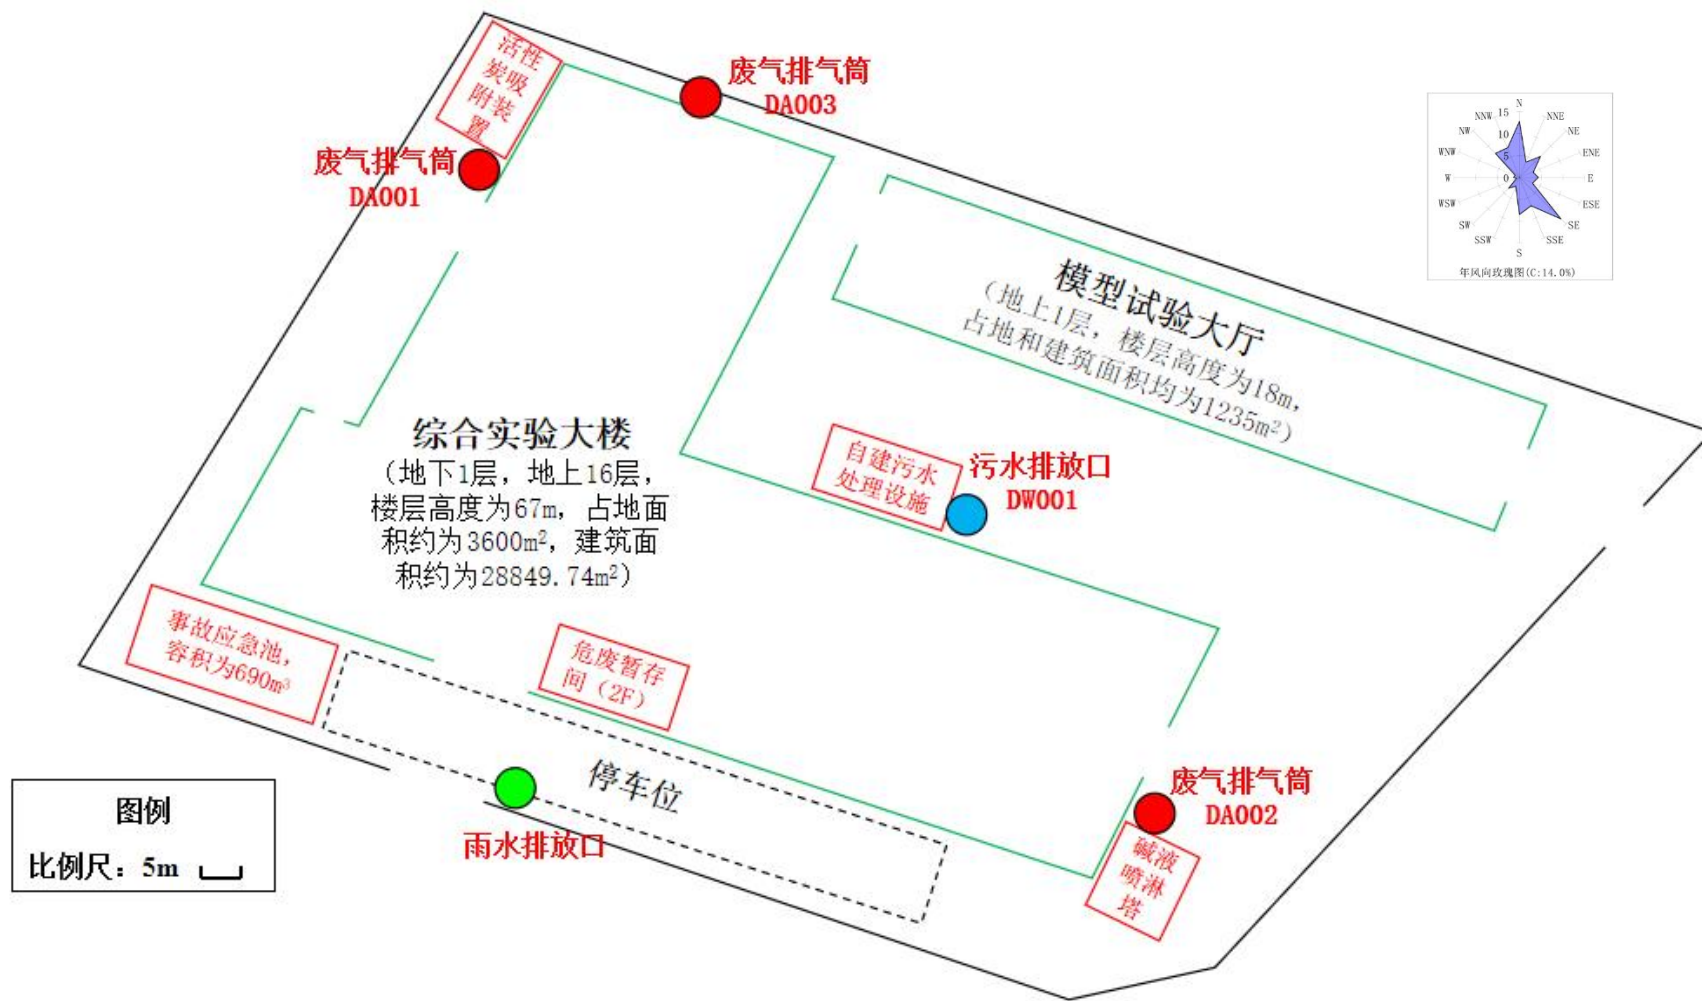 活性
炭吸
附装
置
废气排气筒
DA001
废气排气筒
DA003
N
NNE
NE
ENE
E
ESE
SE
SSE
S
SSW
SW
WSW
W
WNW
NW
NNW
15
10
5
0
年风向玫瑰图(C:14.0%)
模型试验大厅
（地上1层，楼层高度为18m，
占地和建筑面积均为1235m²）
综合实验大楼
（地下1层，地上16层，
楼层高度为67m，占地面
积约为3600m²，建筑面
积约为28849.74m²）
自建污水
处理设施
污水排放口
DW001
事故应急池，
容积为690m³
危废暂存
间（2F）
停车位
雨水排放口
废气排气筒
DA002
碱液
喷淋
塔
图例
比例尺：5m